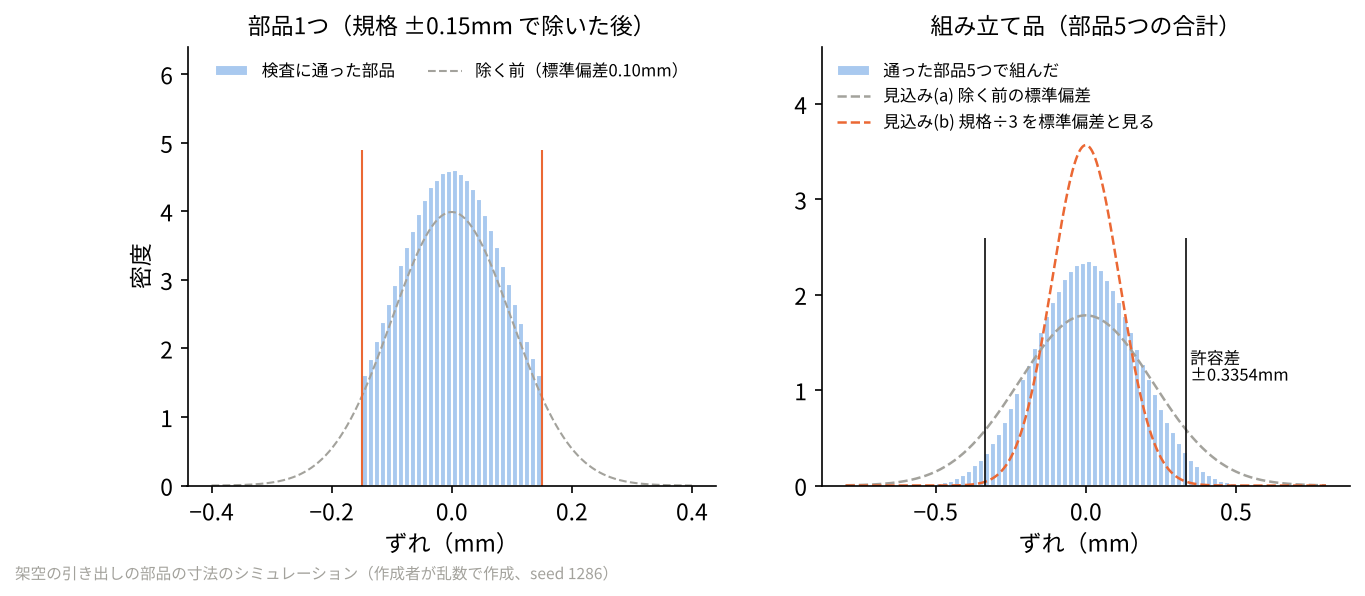 部品1つ（規格 ±0.15mm で除いた後）
検査に通った部品
除く前（標準偏差0.10mm）
密度
6
5
4
3
2
1
0
−0.4
−0.2
0.0
0.2
0.4
ずれ（mm）
組み立て品（部品5つの合計）
通った部品5つで組んだ
見込み(a) 除く前の標準偏差
見込み(b) 規格÷3 を標準偏差と見る
許容差
±0.3354mm
4
3
2
1
0
−0.5
0.0
0.5
ずれ（mm）
架空の引き出しの部品の寸法のシミュレーション（作成者が乱数で作成、seed 1286）